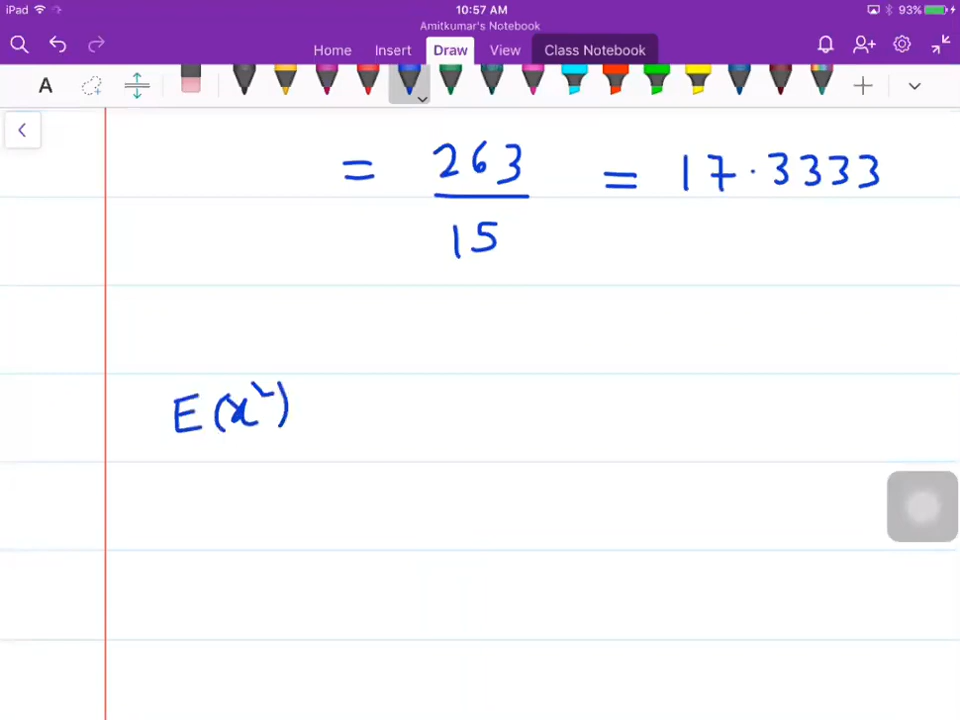 iPad 10:57 AM 93%
Amitkumar's Notebook
Home Insert Draw View Class Notebook
A
= 263/15 = 17.3333
E(x²)